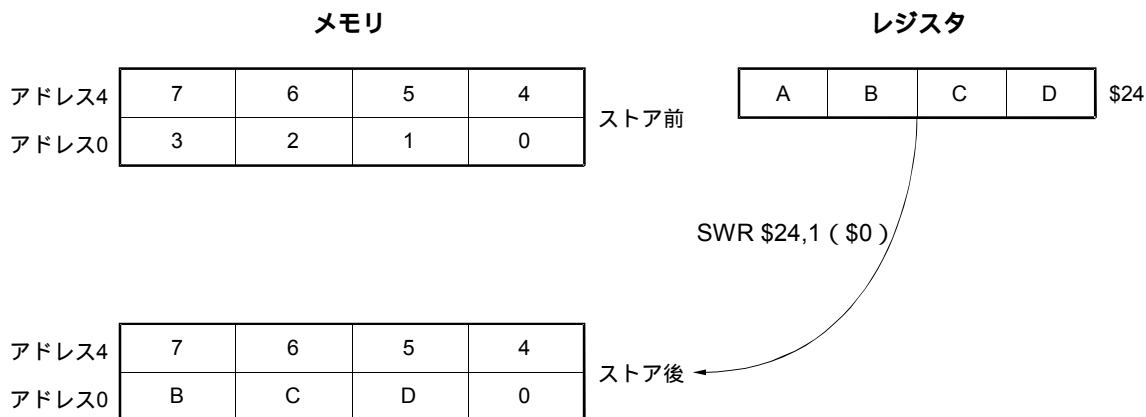 メモリ
レジスタ
アドレス4 7 6 5 4
アドレス0 3 2 1 0
ストア前
A B C D $24
SWR $24,1 ( $0 )
アドレス4 7 6 5 4
アドレス0 B C D 0
ストア後